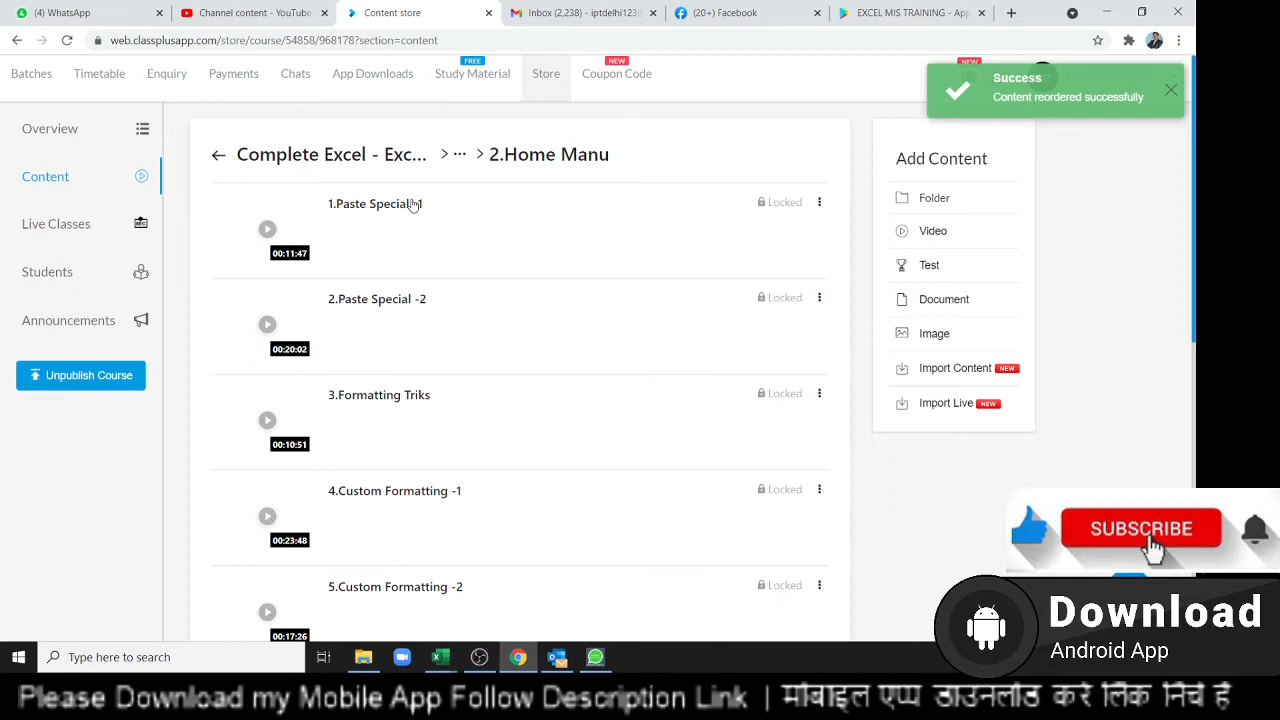 (4) WhatsApp
Channel content - YouTube
Content store
Inbox (2,238) - iptdelhi123@
(20+) Facebook
EXCEL MIS TRAINING - App
web.classplusapp.com/store/course/54858/968178?section=content
FREE
NEW
NEW
Batches
Timetable
Enquiry
Payments
Chats
App Downloads
Study Material
Store
Coupon Code
Success
Content reordered successfully
Overview
Content
Live Classes
Students
Announcements
Unpublish Course
Complete Excel - Exc... > ... > 2.Home Manu
1.Paste Special -1
Locked
00:11:47
2.Paste Special -2
Locked
00:20:02
3.Formatting Triks
Locked
00:10:51
4.Custom Formatting -1
Locked
00:23:48
5.Custom Formatting -2
Locked
00:17:26
Add Content
Folder
Video
Test
Document
Image
Import Content NEW
Import Live NEW
SUBSCRIBE
Download
Android App
Type here to search
Please Download my Mobile App Follow Description Link | मोबाइल एप्प डाउनलोड करे लिंक निचे है